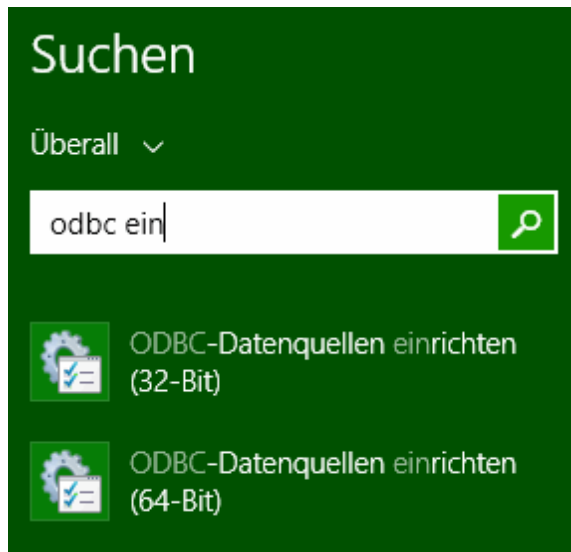 Suchen
Überall
odbc ein
ODBC-Datenquellen einrichten
(32-Bit)
ODBC-Datenquellen einrichten
(64-Bit)